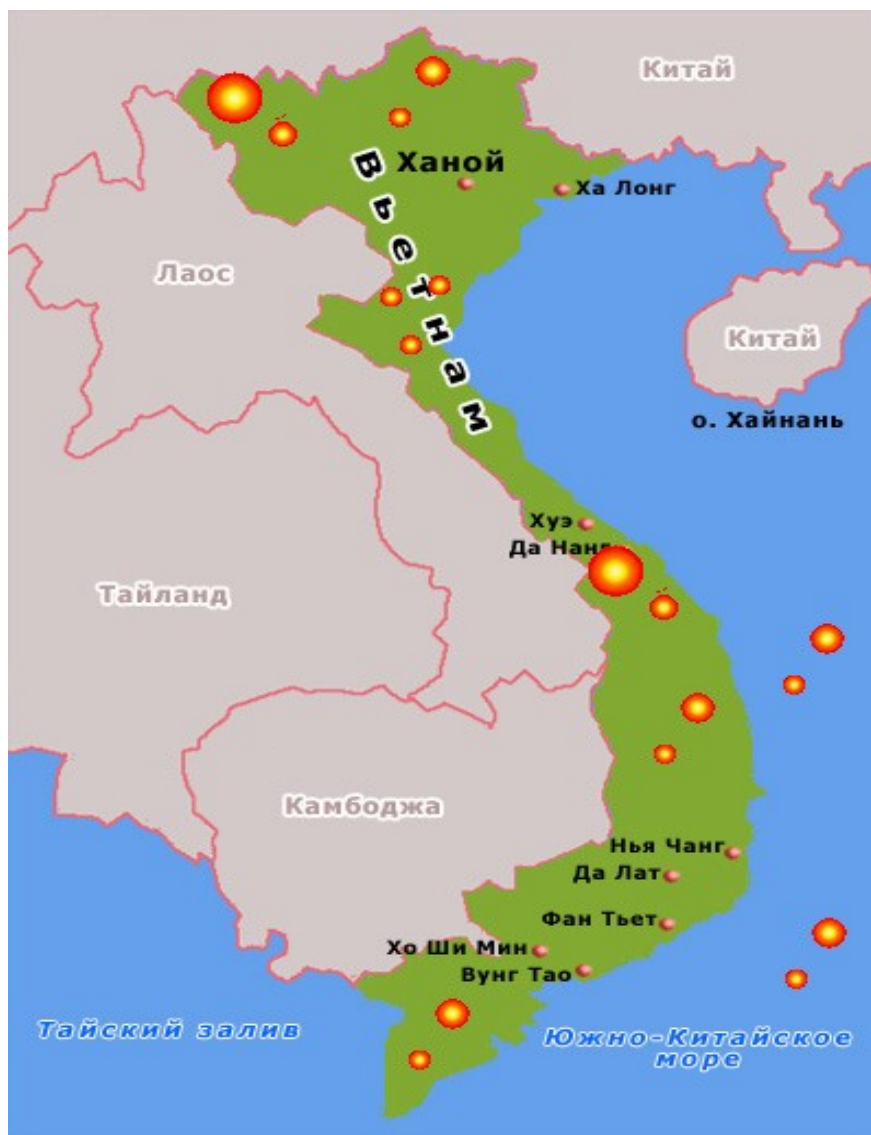 Китай
Ханой
Ха Лонг
Вьетнам
Лаос
Китай
о. Хайнань
Хуэ
Да Нанг
Тайланд
Камбоджа
Нья Чанг
Да Лат
Фан Тьет
Хо Ши Мин
Вунг Тао
Тайский залив
Южно-Китайское
море